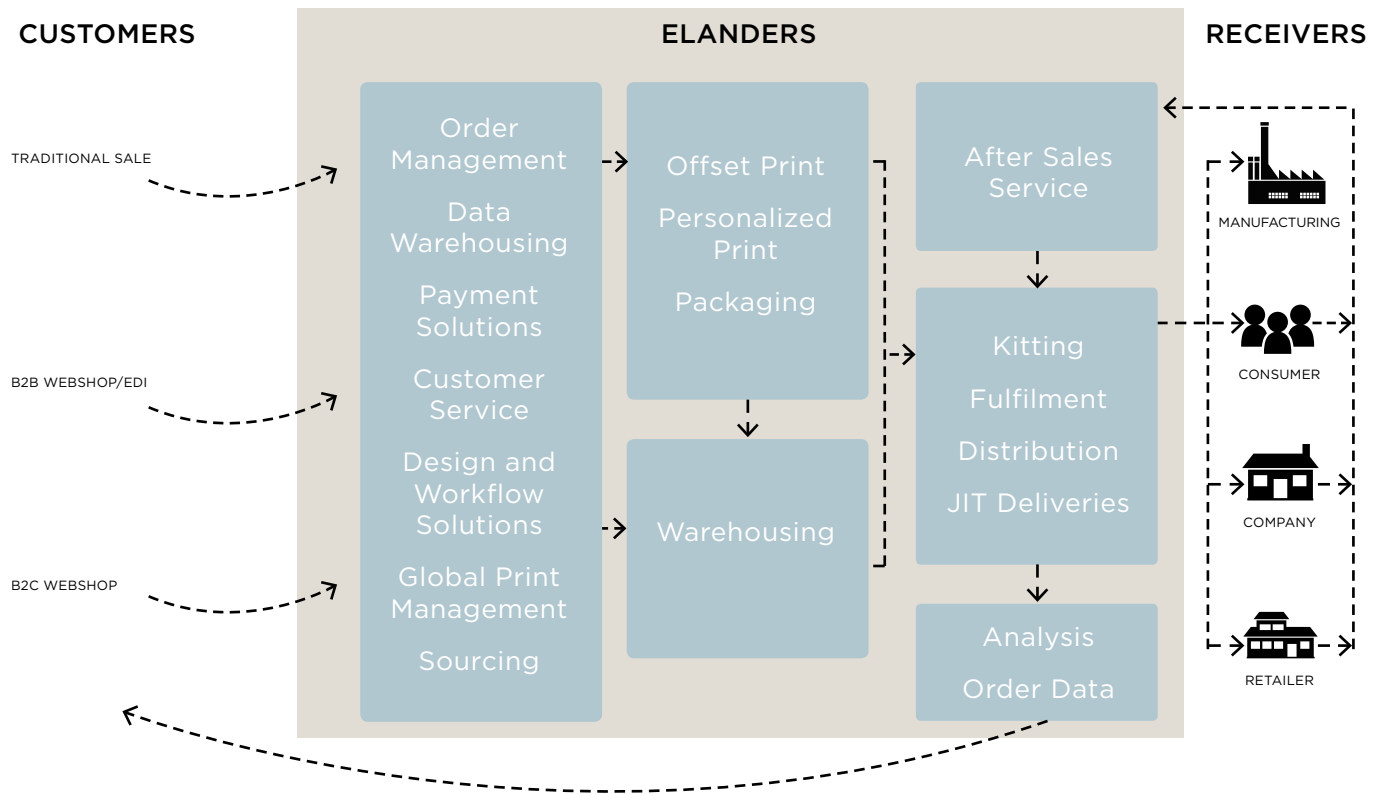 CUSTOMERS
ELANDERS
RECEIVERS
TRADITIONAL SALE
B2B WEBSHOP/EDI
B2C WEBSHOP
Order
Management
Data
Warehousing
Payment
Solutions
Customer
Service
Design and
Workflow
Solutions
Global Print
Management
Sourcing
Offset Print
Personalized
Print
Packaging
Warehousing
After Sales
Service
Kitting
Fulfilment
Distribution
JIT Deliveries
Analysis
Order Data
MANUFACTURING
CONSUMER
COMPANY
RETAILER